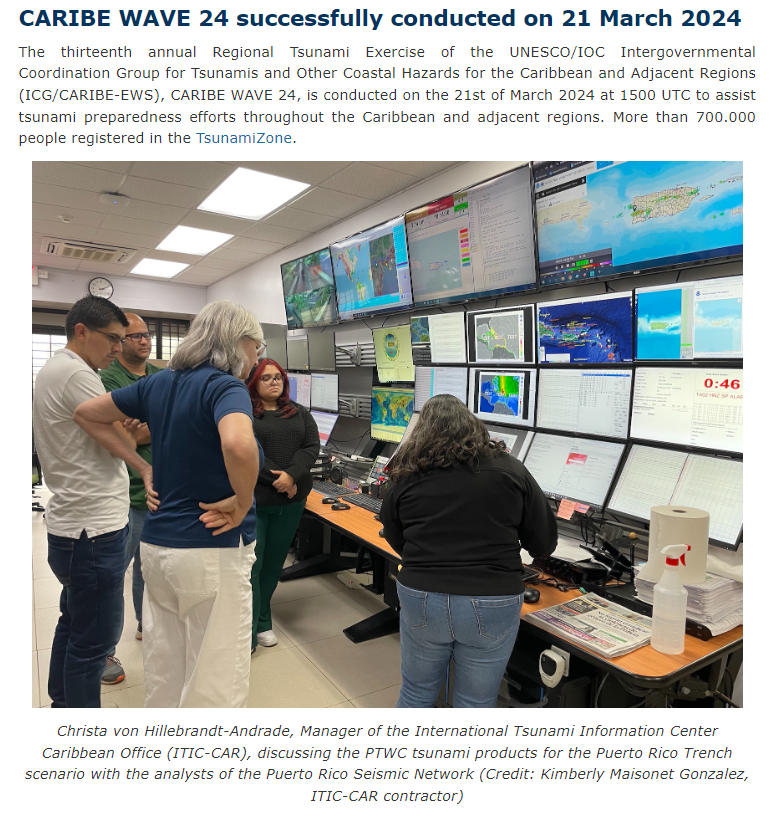 CARIBE WAVE 24 successfully conducted on 21 March 2024
The thirteenth annual Regional Tsunami Exercise of the UNESCO/IOC Intergovernmental
Coordination Group for Tsunamis and Other Coastal Hazards for the Caribbean and Adjacent Regions
(ICG/CARIBE-EWS), CARIBE WAVE 24, is conducted on the 21st of March 2024 at 1500 UTC to assist
tsunami preparedness efforts throughout the Caribbean and adjacent regions. More than 700.000
people registered in the TsunamiZone.
0:46
Christa von Hillebrandt-Andrade, Manager of the International Tsunami Information Center
Caribbean Office (ITIC-CAR), discussing the PTWC tsunami products for the Puerto Rico Trench
scenario with the analysts of the Puerto Rico Seismic Network (Credit: Kimberly Maisonet Gonzalez,
ITIC-CAR contractor)